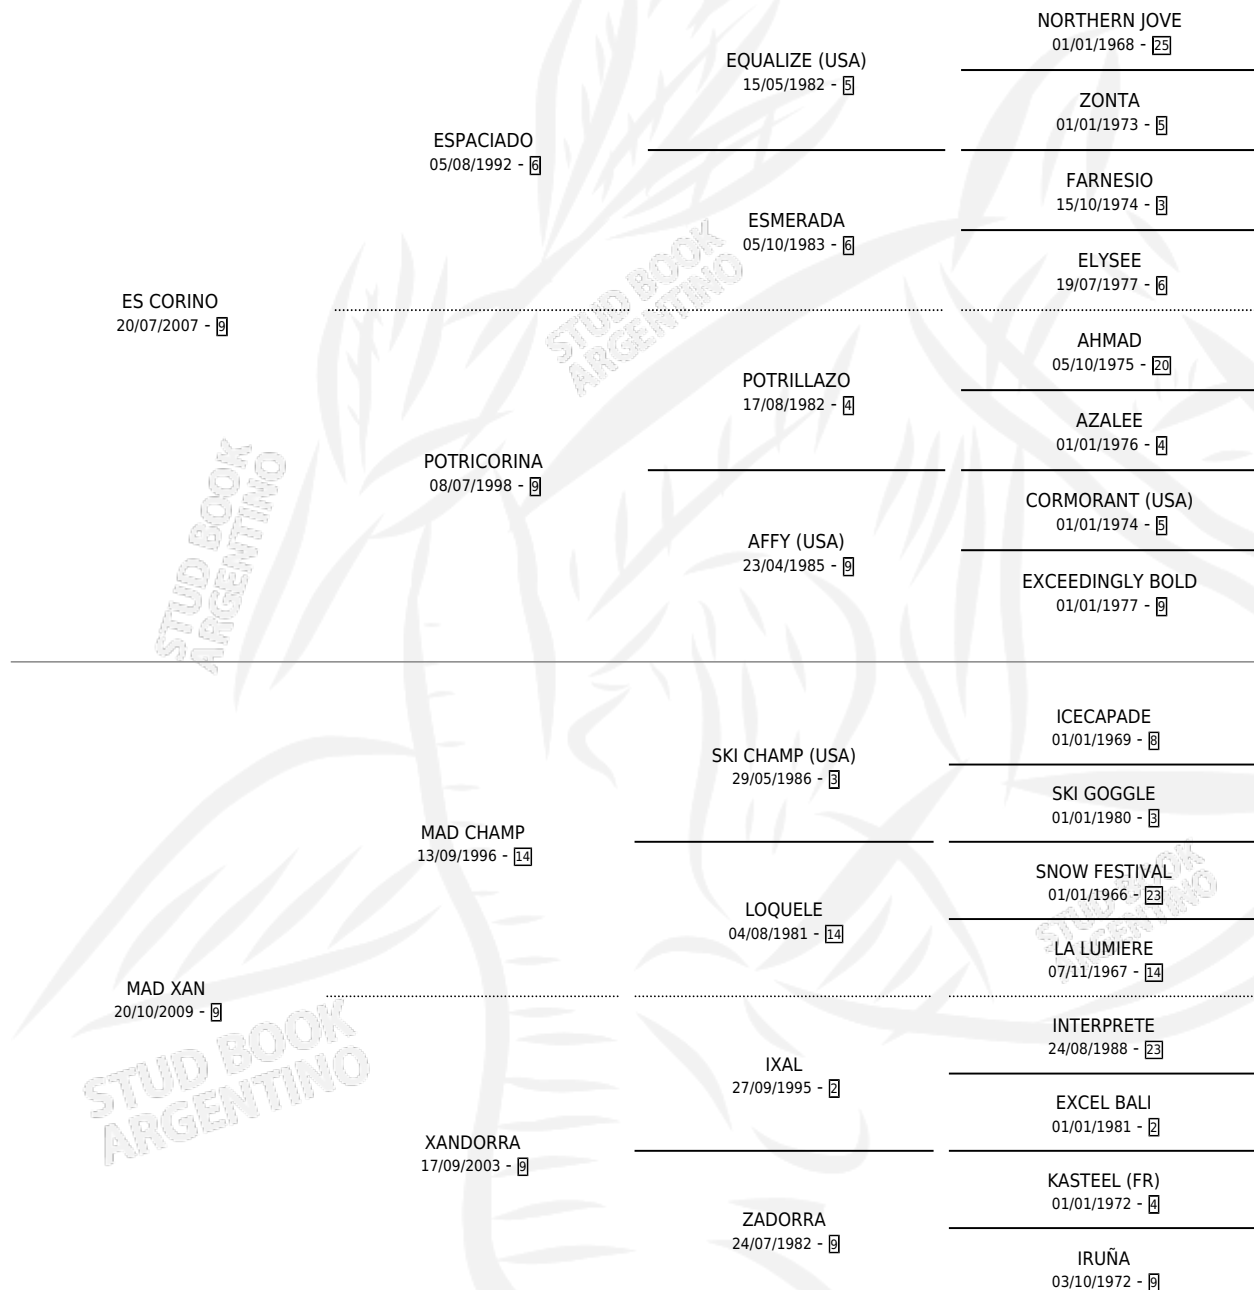 NORTHERN JOVE
01/01/1968 - 25
EQUALIZE (USA)
15/05/1982 - 5
ZONTA
01/01/1973 - 5
ESPACIADO
05/08/1992 - 6
FARNESIO
15/10/1974 - 3
ESMERADA
05/10/1983 - 6
ELYSEE
19/07/1977 - 6
ES CORINO
20/07/2007 - 9
STUD BOOK
ARGENTINO
AHMAD
05/10/1975 - 20
POTRILLAZO
17/08/1982 - 4
AZALEE
01/01/1976 - 4
POTRICORINA
08/07/1998 - 9
CORMORANT (USA)
01/01/1974 - 5
AFFY (USA)
23/04/1985 - 9
EXCEEDINGLY BOLD
01/01/1977 - 9
STUD BOOK
ARGENTINO
ICECAPADE
01/01/1969 - 8
SKI CHAMP (USA)
29/05/1986 - 3
SKI GOGGLE
01/01/1980 - 3
MAD CHAMP
13/09/1996 - 14
SNOW FESTIVAL
01/01/1966 - 23
STUD BOOK
ARGENTINO
LOQUELE
04/08/1981 - 14
LA LUMIERE
07/11/1967 - 14
MAD XAN
20/10/2009 - 9
STUD BOOK
ARGENTINO
INTERPRETE
24/08/1988 - 23
IXAL
27/09/1995 - 2
EXCEL BALI
01/01/1981 - 2
XANDORRA
17/09/2003 - 9
KASTEEL (FR)
01/01/1972 - 4
ZADORRA
24/07/1982 - 9
IRUÑA
03/10/1972 - 9